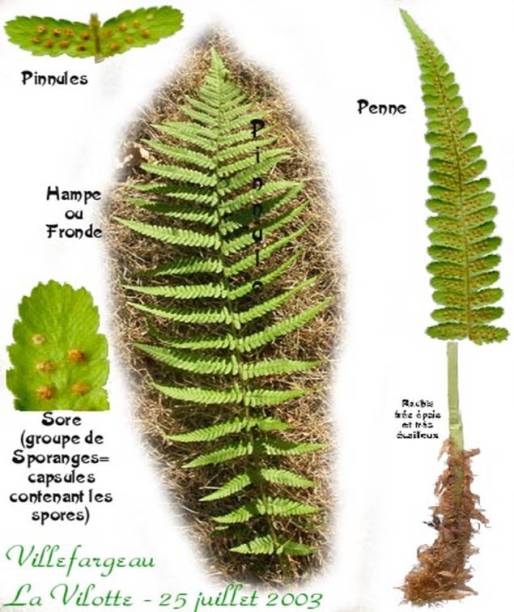 Pinnules
Penne
Pinnule
Hampe
ou
Fronde
Sore
(groupe de
Sporanges=
capsules
contenant les
spores)
Rachis
très épais
et très
écailleux
Villefargeau
La Vilotte - 25 juillet 2003